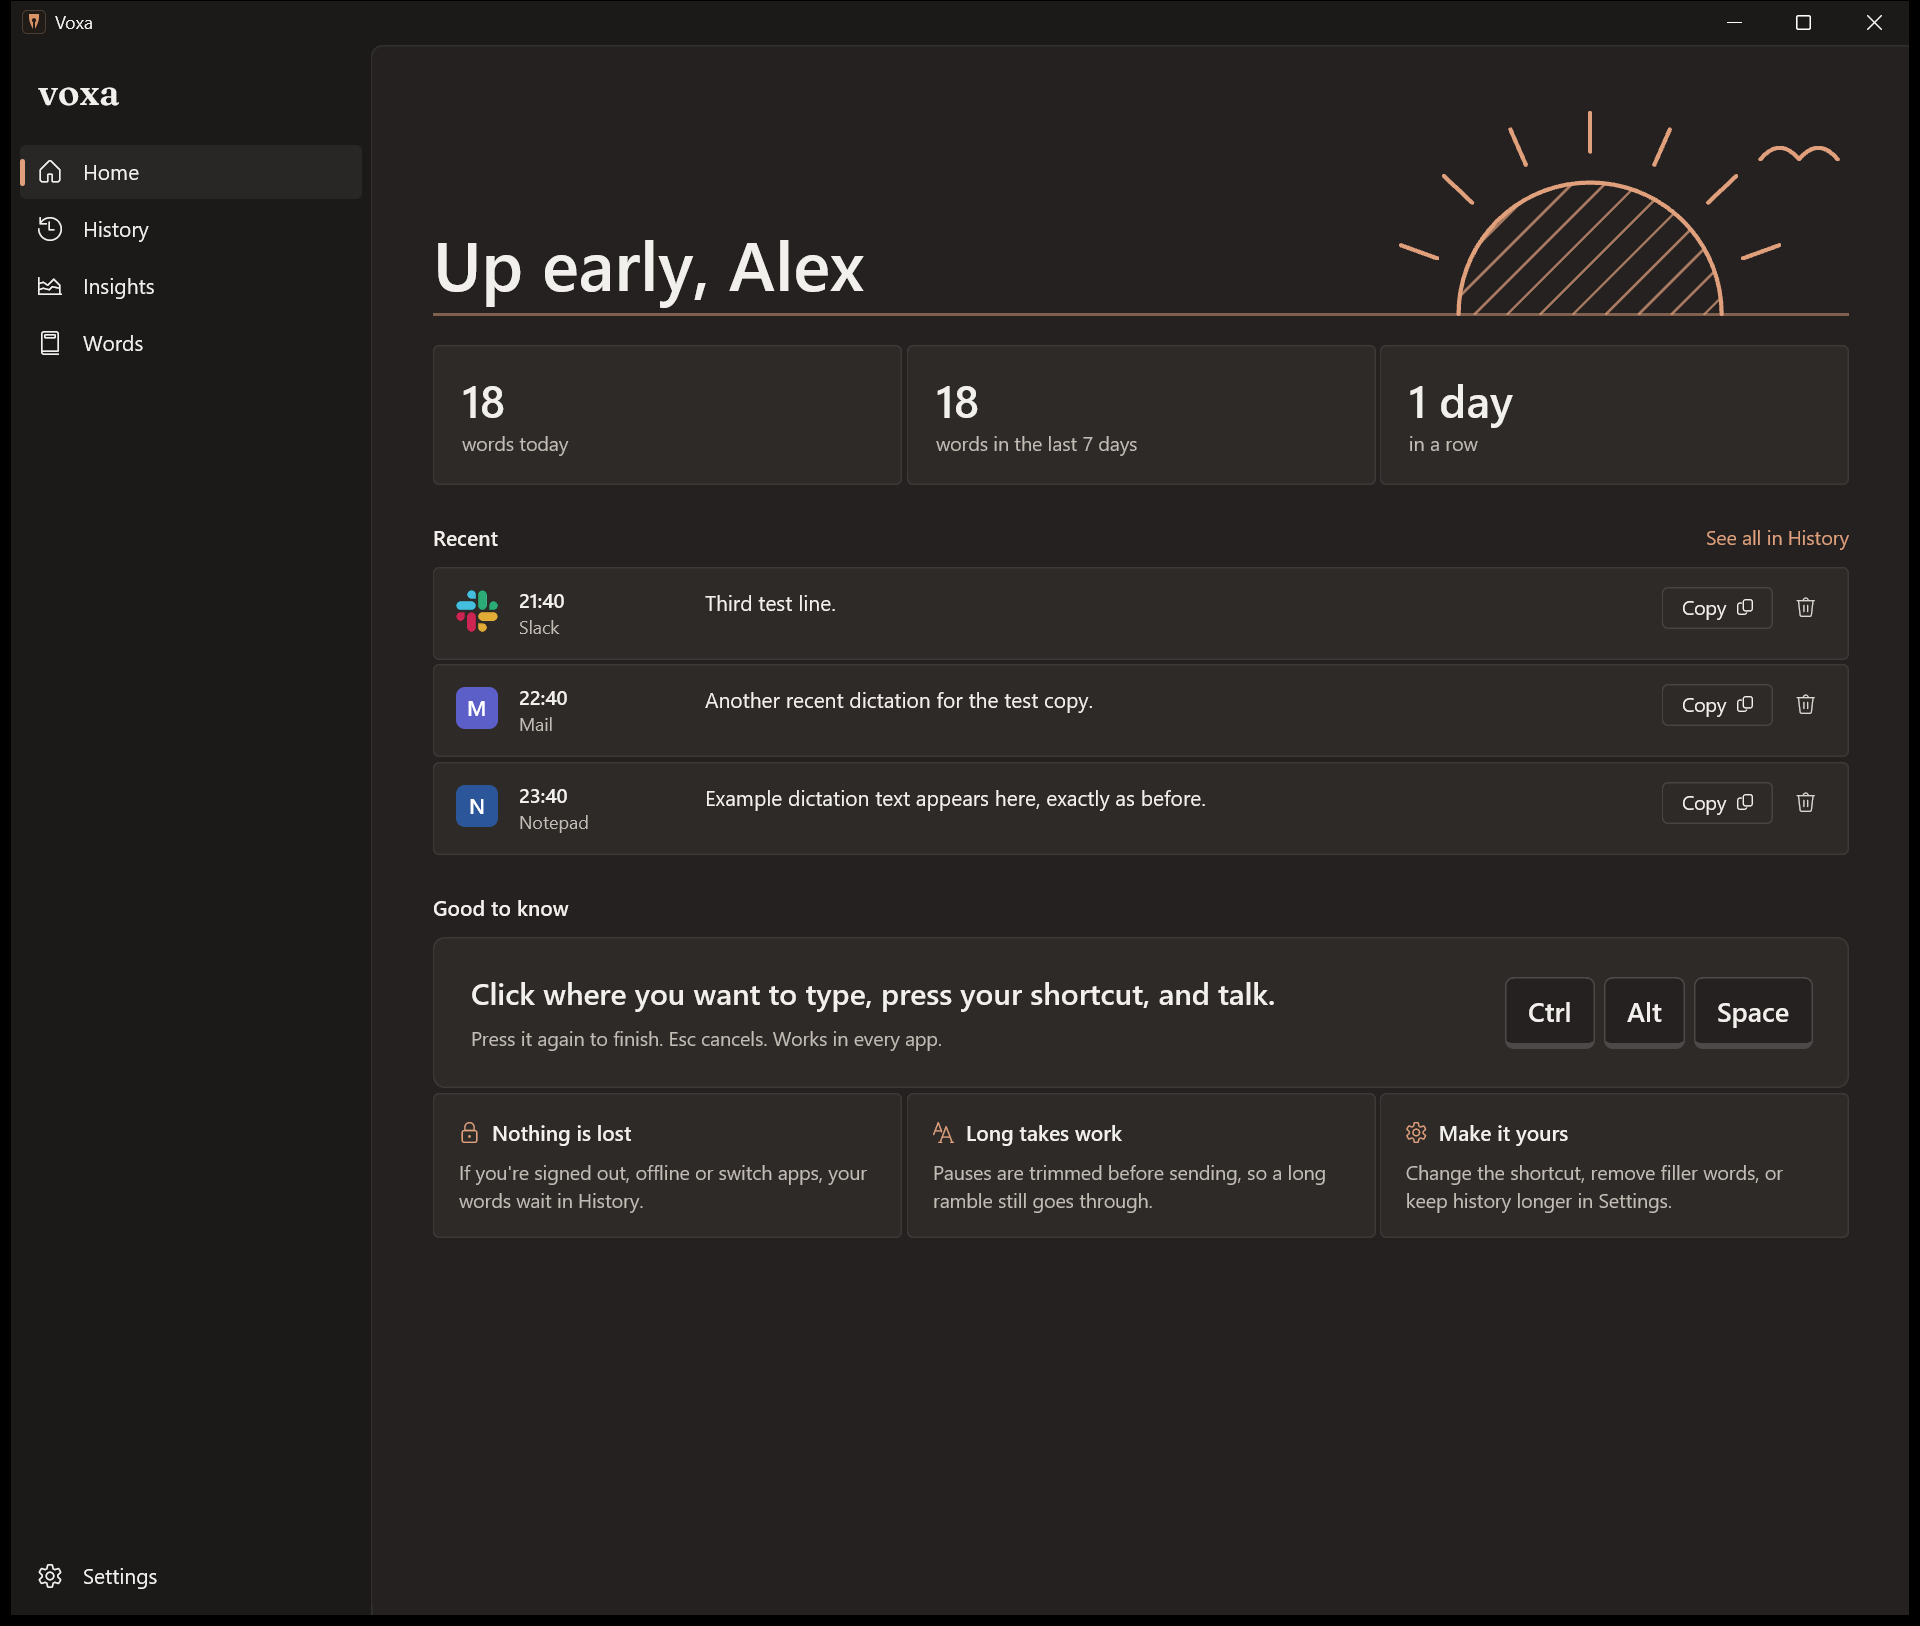 Voxa
voxa
Home
History
Insights
Words
Settings
Up early, Alex
18
words today
18
words in the last 7 days
1 day
in a row
Recent
See all in History
21:40
Slack
Third test line.
Copy
M
22:40
Mail
Another recent dictation for the test copy.
Copy
N
23:40
Notepad
Example dictation text appears here, exactly as before.
Copy
Good to know
Click where you want to type, press your shortcut, and talk.
Press it again to finish. Esc cancels. Works in every app.
Ctrl
Alt
Space
Nothing is lost
If you're signed out, offline or switch apps, your
words wait in History.
Long takes work
Pauses are trimmed before sending, so a long
ramble still goes through.
Make it yours
Change the shortcut, remove filler words, or
keep history longer in Settings.